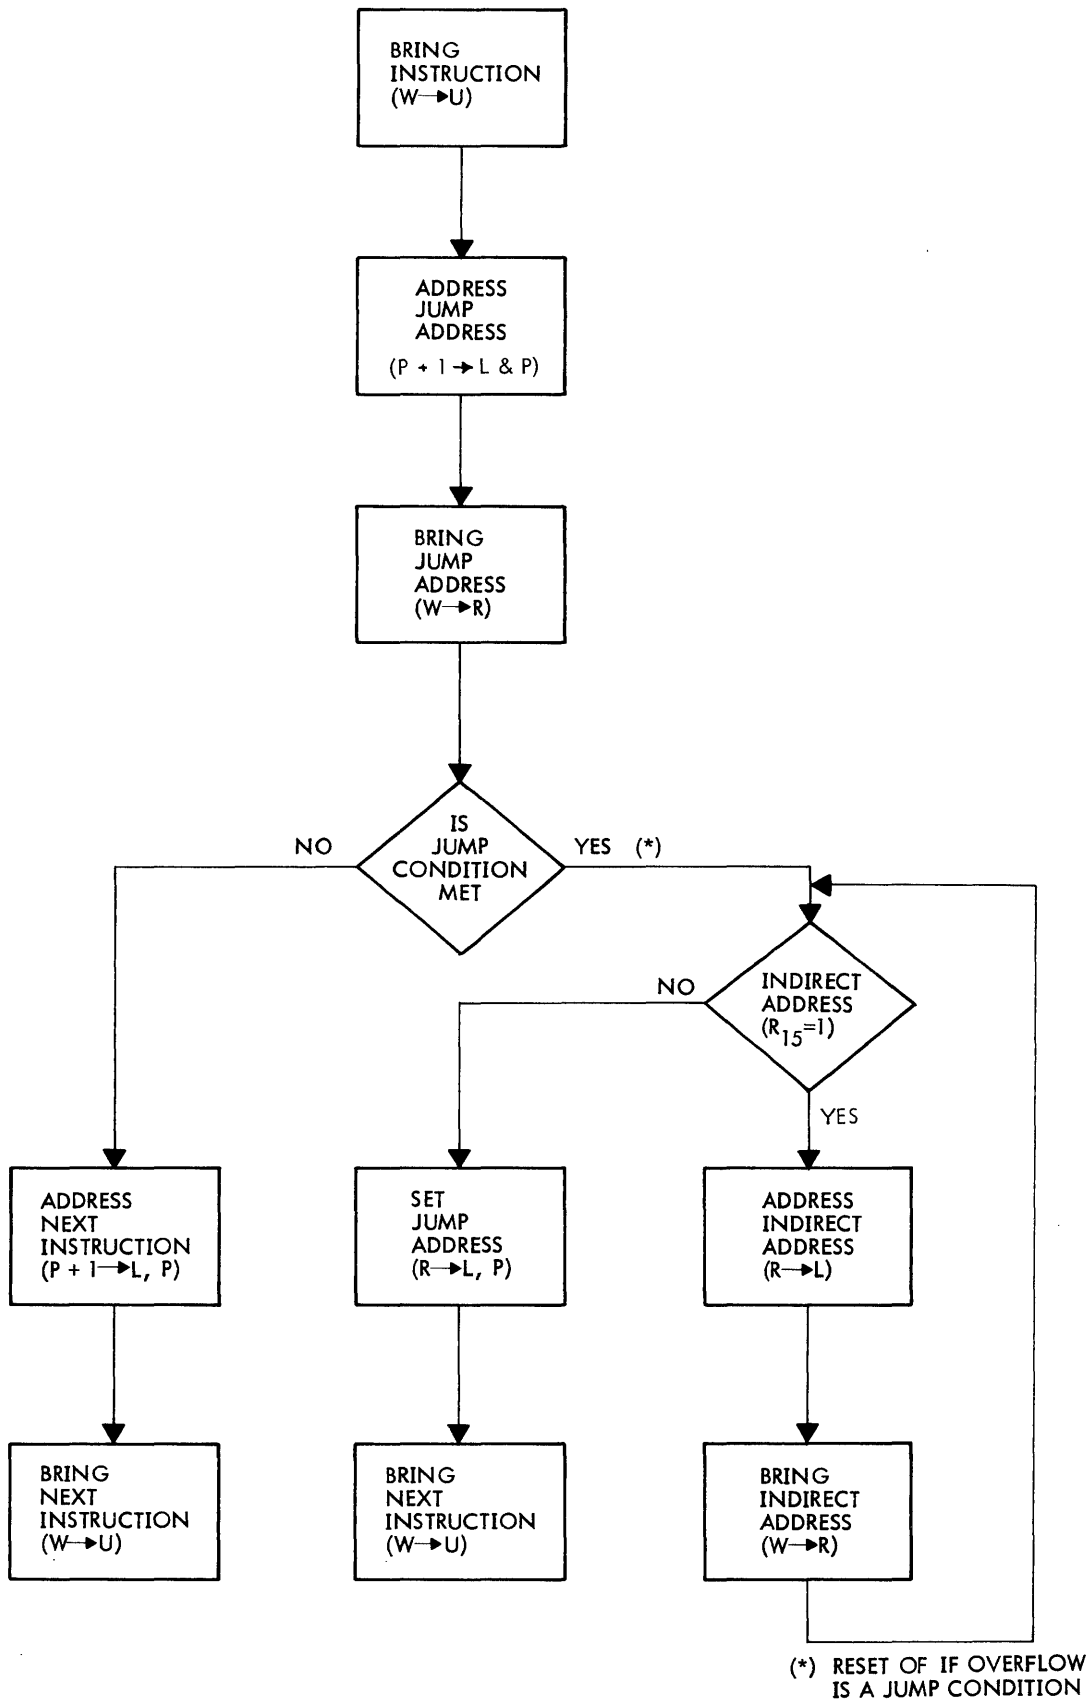 BRING
INSTRUCTION
(W→U)
ADDRESS
JUMP
ADDRESS
(P + 1→L & P)
BRING
JUMP
ADDRESS
(W→R)
IS
JUMP
CONDITION
MET
NO
YES (*)
INDIRECT
ADDRESS
(R15=1)
NO
YES
ADDRESS
NEXT
INSTRUCTION
(P + 1→L, P)
SET
JUMP
ADDRESS
(R→L, P)
ADDRESS
INDIRECT
ADDRESS
(R→L)
BRING
NEXT
INSTRUCTION
(W→U)
BRING
NEXT
INSTRUCTION
(W→U)
BRING
INDIRECT
ADDRESS
(W→R)
(*) RESET OF IF OVERFLOW
IS A JUMP CONDITION